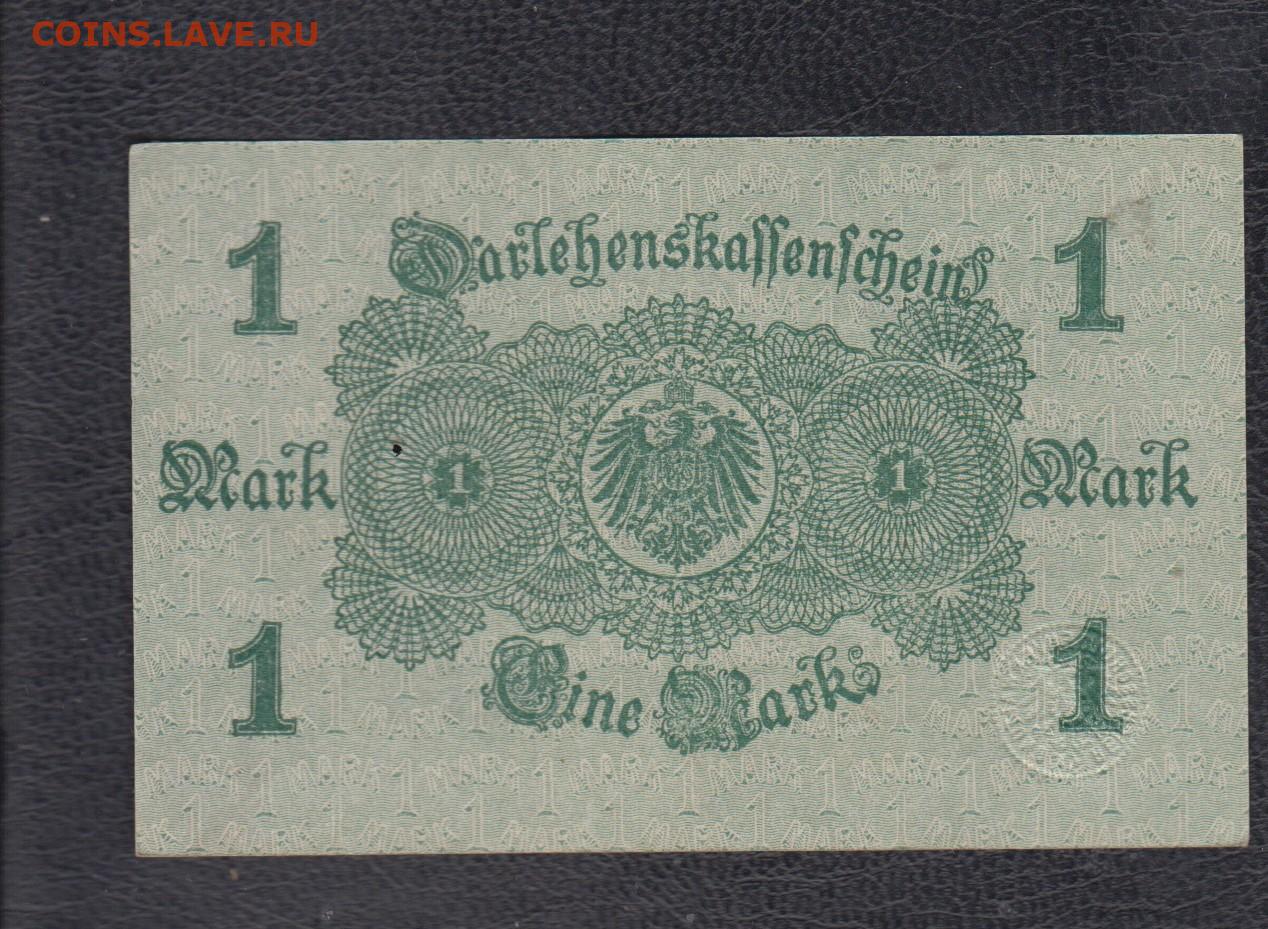 COINS.LAVE.RU
1 Darlehenskassenschein 1
Mark 1 1 Mark
1 Eine Mark 1